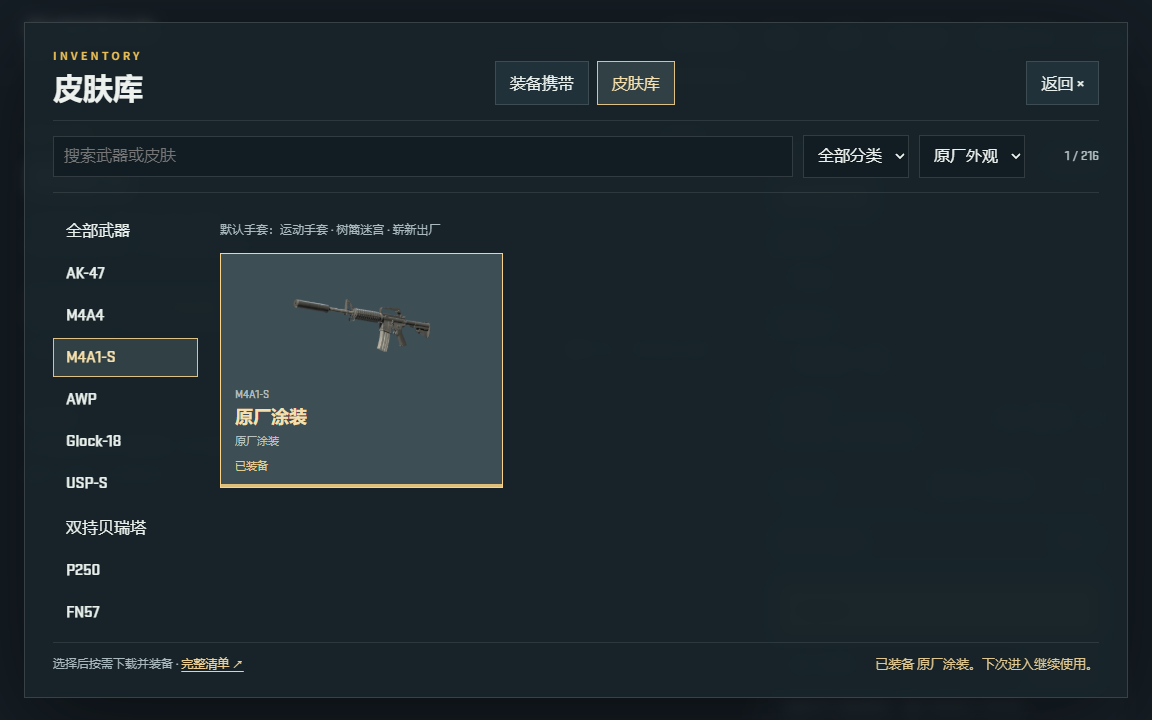 INVENTORY
皮肤库
装备携带
皮肤库
返回 ×
搜索武器或皮肤
全部分类
原厂外观
1 / 216
全部武器
AK-47
M4A4
M4A1-S
AWP
Glock-18
USP-S
双持贝瑞塔
P250
FN57
默认手套：运动手套 · 树篱迷宫 · 崭新出厂
M4A1-S
原厂涂装
原厂涂装
已装备
选择后按需下载并装备 · 完整清单 ↗
已装备 原厂涂装。下次进入继续使用。